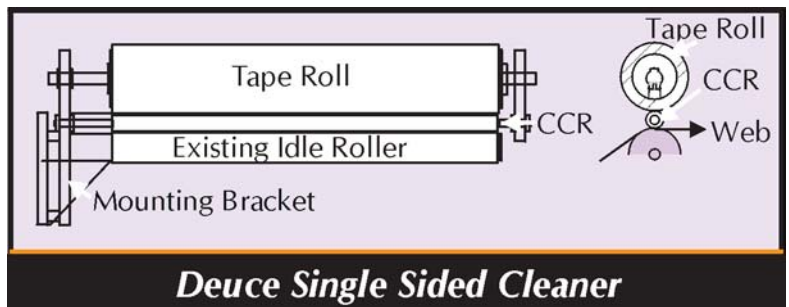 Tape Roll
CCR
Existing Idle Roller
Mounting Bracket
Tape Roll
CCR
Web
Deuce Single Sided Cleaner